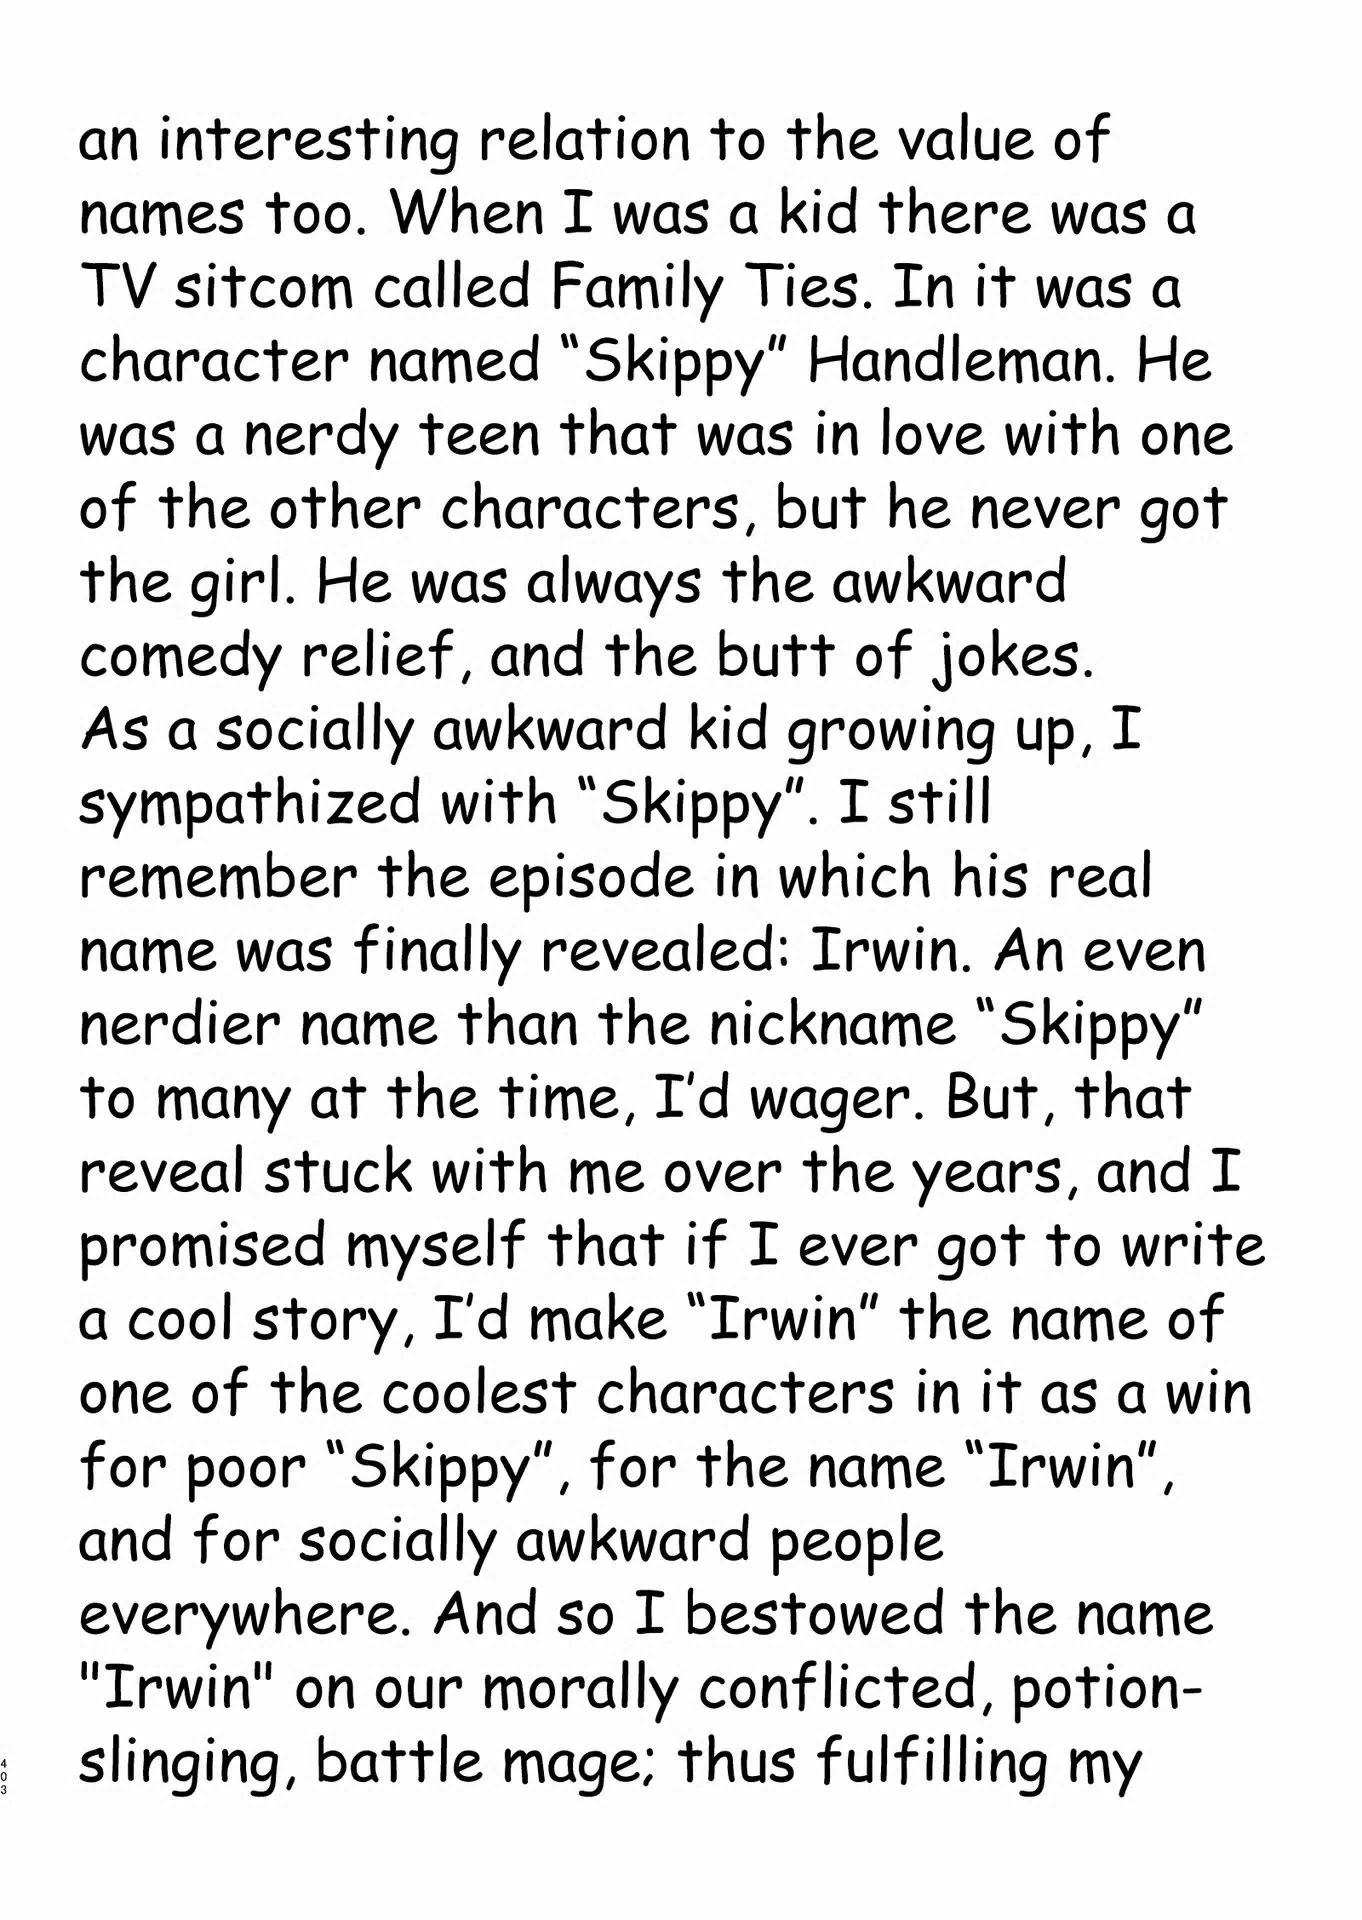 an interesting relation to the value of
names too. When I was a kid there was a
TV sitcom called Family Ties. In it was a
character named “Skippy” Handleman. He
was a nerdy teen that was in love with one
of the other characters, but he never got
the girl. He was always the awkward
comedy relief, and the butt of jokes.
As a socially awkward kid growing up, I
sympathized with “Skippy”. I still
remember the episode in which his real
name was finally revealed: Irwin. An even
nerdier name than the nickname “Skippy”
to many at the time, I’d wager. But, that
reveal stuck with me over the years, and I
promised myself that if I ever got to write
a cool story, I’d make “Irwin” the name of
one of the coolest characters in it as a win
for poor “Skippy”, for the name “Irwin”,
and for socially awkward people
everywhere. And so I bestowed the name
"Irwin" on our morally conflicted, potion-
slinging, battle mage; thus fulfilling my
403